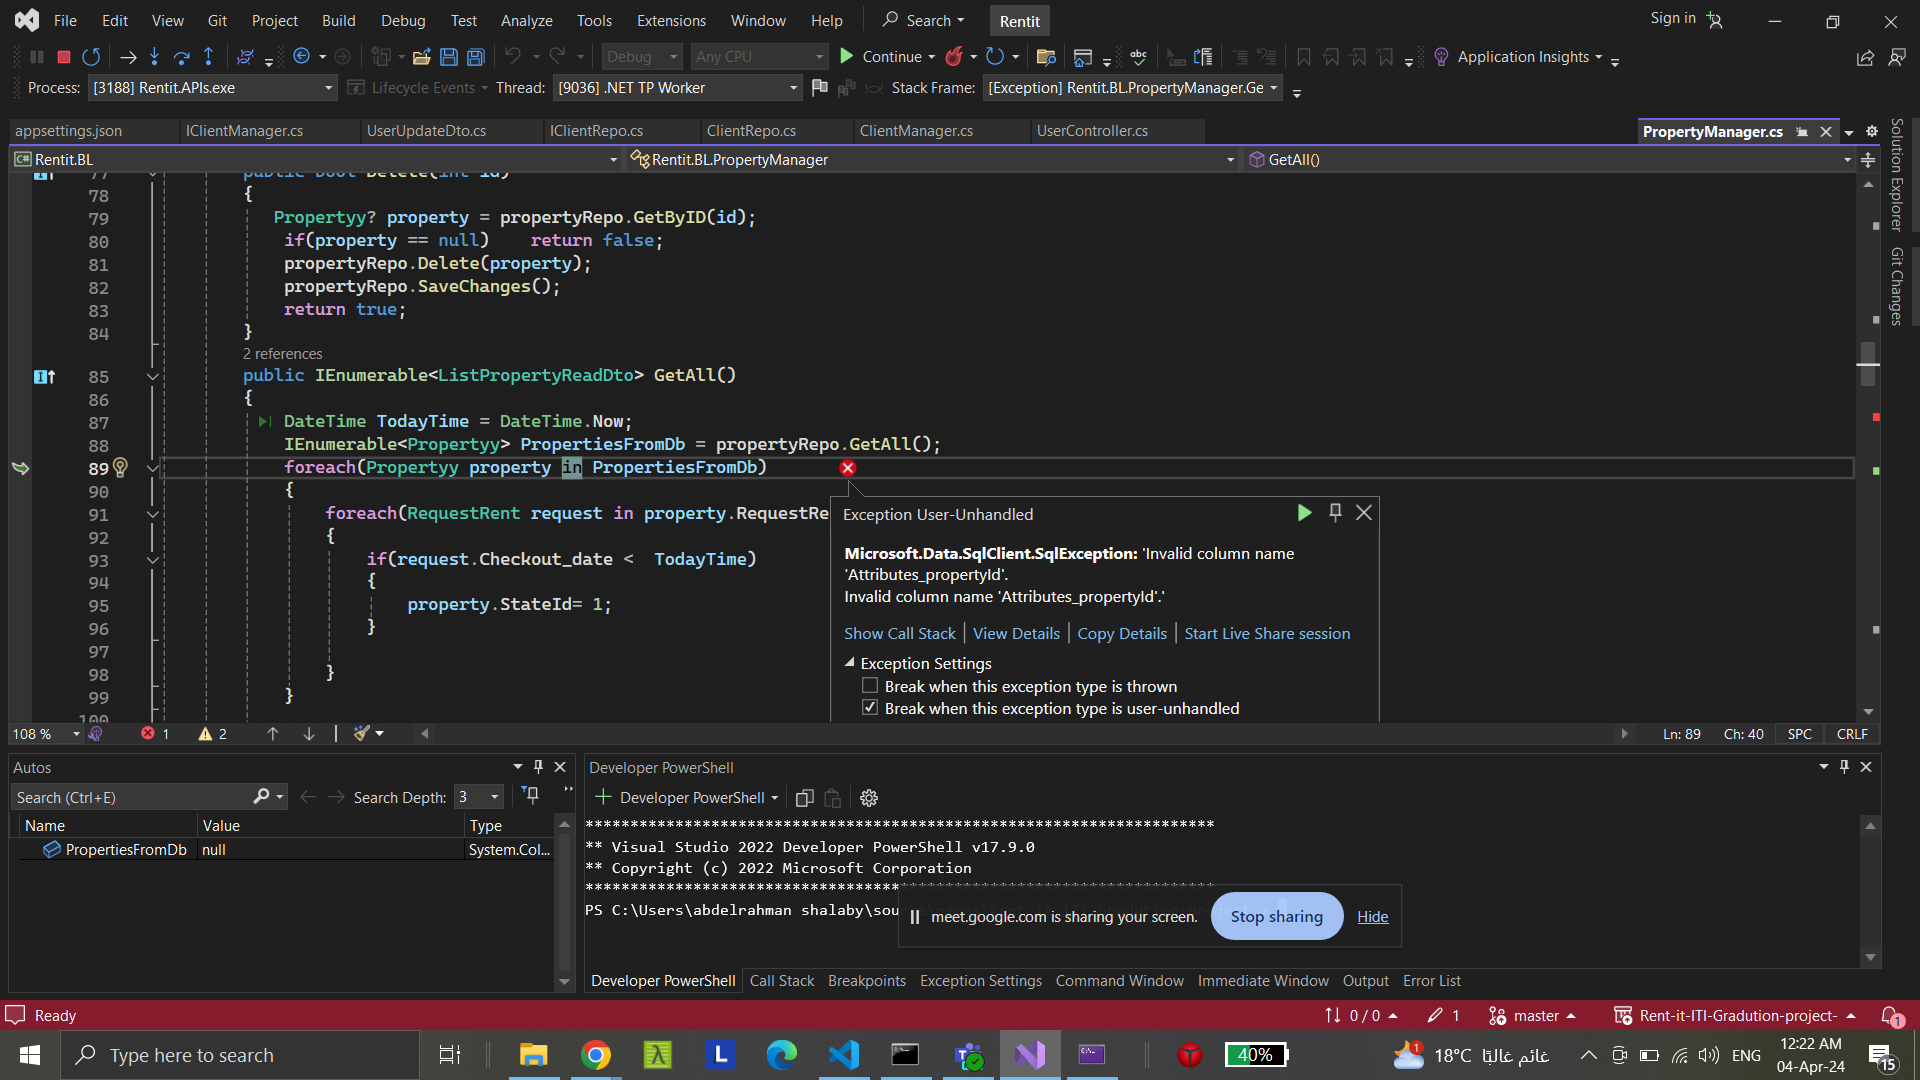 File Edit View Git Project Build Debug Test Analyze Tools Extensions Window Help Search Rentit Sign in
Debug Any CPU Continue Application Insights
Process: [3188] Rentit.APIs.exe Lifecycle Events Thread: [9036] .NET TP Worker Stack Frame: [Exception] Rentit.BL.PropertyManager.Ge
appsettings.json IClientManager.cs UserUpdateDto.cs IClientRepo.cs ClientRepo.cs ClientManager.cs UserController.cs PropertyManager.cs
C# Rentit.BL Rentit.BL.PropertyManager GetAll()
Solution Explorer
Git Changes
77 public bool Delete(int id)
78 {
79 Propertyy? property = propertyRepo.GetByID(id);
80 if(property == null) return false;
81 propertyRepo.Delete(property);
82 propertyRepo.SaveChanges();
83 return true;
84 }
2 references
85 public IEnumerable<ListPropertyReadDto> GetAll()
86 {
87 DateTime TodayTime = DateTime.Now;
88 IEnumerable<Propertyy> PropertiesFromDb = propertyRepo.GetAll();
89 foreach(Propertyy property in PropertiesFromDb)
90 {
91 foreach(RequestRent request in property.RequestRe
92 {
93 if(request.Checkout_date < TodayTime)
94 {
95 property.StateId= 1;
96 }
97
98 }
99 }
100
Exception User-Unhandled
Microsoft.Data.SqlClient.SqlException: 'Invalid column name
'Attributes_propertyId'.
Invalid column name 'Attributes_propertyId'.'
Show Call Stack | View Details | Copy Details | Start Live Share session
Exception Settings
Break when this exception type is thrown
Break when this exception type is user-unhandled
108 % 1 2 Ln: 89 Ch: 40 SPC CRLF
Autos
Search (Ctrl+E) Search Depth: 3
Name Value Type
PropertiesFromDb null System.Col...
Developer PowerShell
Developer PowerShell
**********************************************************************
** Visual Studio 2022 Developer PowerShell v17.9.0
** Copyright (c) 2022 Microsoft Corporation
**********************************************************************
PS C:\Users\abdelrahman shalaby\sou
meet.google.com is sharing your screen. Stop sharing Hide
Developer PowerShell Call Stack Breakpoints Exception Settings Command Window Immediate Window Output Error List
Ready 0 / 0 1 master Rent-it-ITI-Gradution-project- 1
Type here to search 40% 1 18°C غائم غالبًا ENG 12:22 AM 15
04-Apr-24